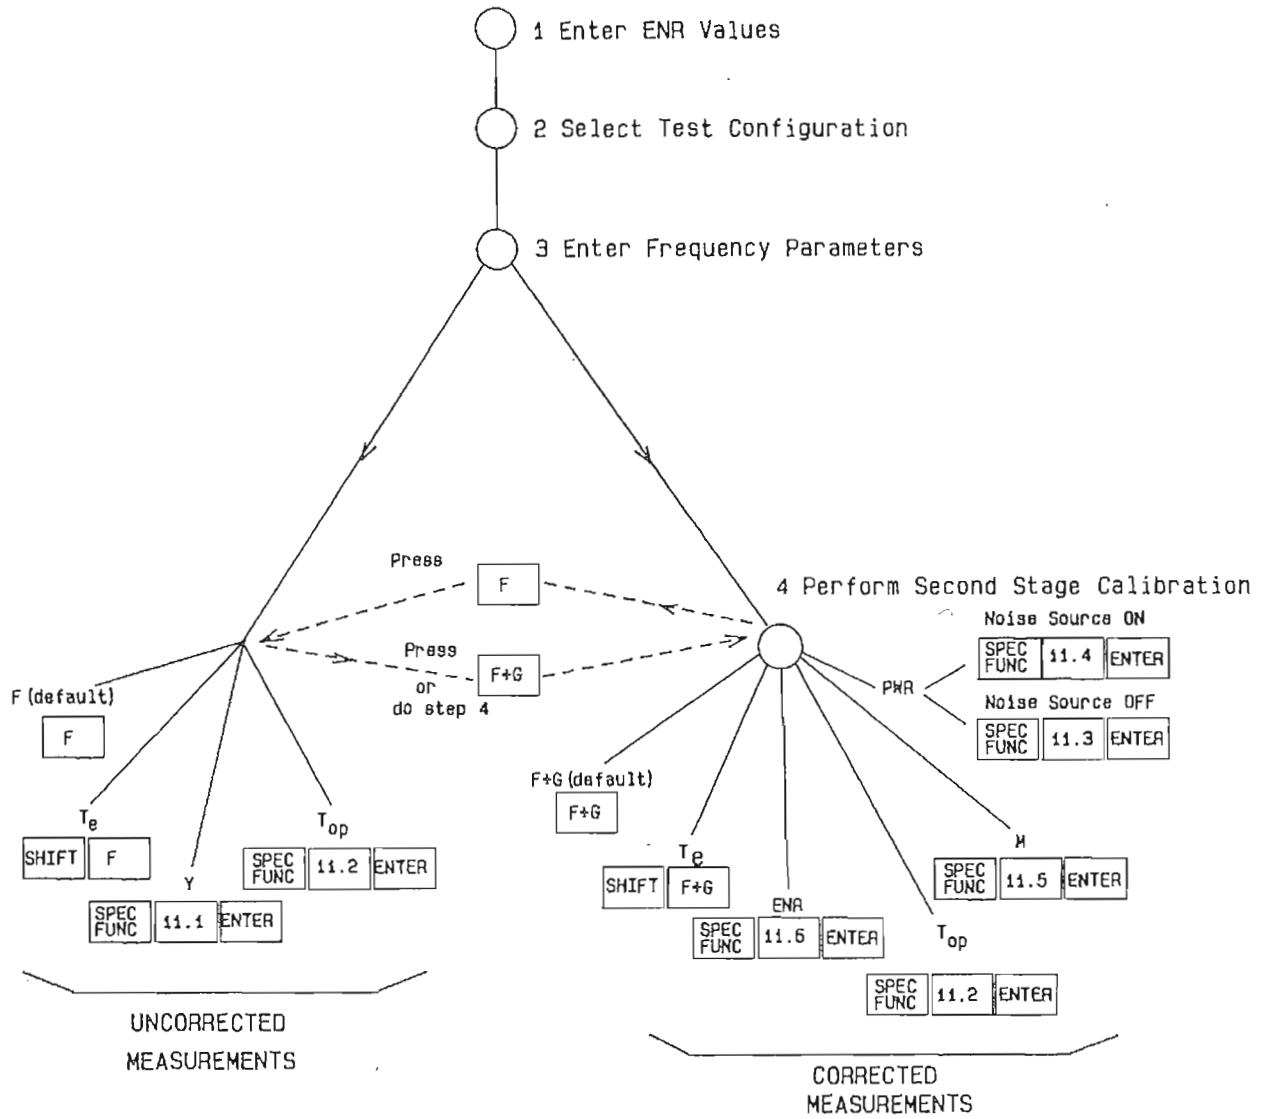 1 Enter ENR Values
2 Select Test Configuration
3 Enter Frequency Parameters
Press
F
Press
or
do step 4
F+G
4 Perform Second Stage Calibration
F (default)
F
Te
SHIFT F
Y
SPEC FUNC 11.1 ENTER
Top
SPEC FUNC 11.2 ENTER
UNCORRECTED
MEASUREMENTS
Noise Source ON
SPEC FUNC 11.4 ENTER
PWR
Noise Source OFF
SPEC FUNC 11.3 ENTER
F+G (default)
F+G
Te
SHIFT F+G
ENR
SPEC FUNC 11.6 ENTER
Top
SPEC FUNC 11.2 ENTER
M
SPEC FUNC 11.5 ENTER
CORRECTED
MEASUREMENTS